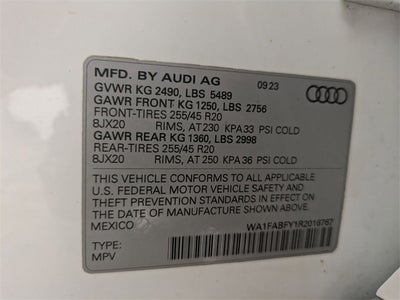 MFD. BY AUDI AG 09 23
GVWR KG 2490, LBS 5489
GAWR FRONT KG 1250, LBS 2756
FRONT-TIRES 255/45 R20
8JX20 RIMS, AT 230 KPA 33 PSI COLD
GAWR REAR KG 1360, LBS 2998
REAR-TIRES 255/45 R20
8JX20 RIMS, AT 250 KPA 36 PSI COLD
THIS VEHICLE CONFORMS TO ALL APPLICABLE
U.S. FEDERAL MOTOR VEHICLE SAFETY AND
THEFT PREVENTION STANDARDS IN EFFECT ON
THE DATE OF MANUFACTURE SHOWN ABOVE
MEXICO WA1FABFY1R2016767
TYPE:
MPV